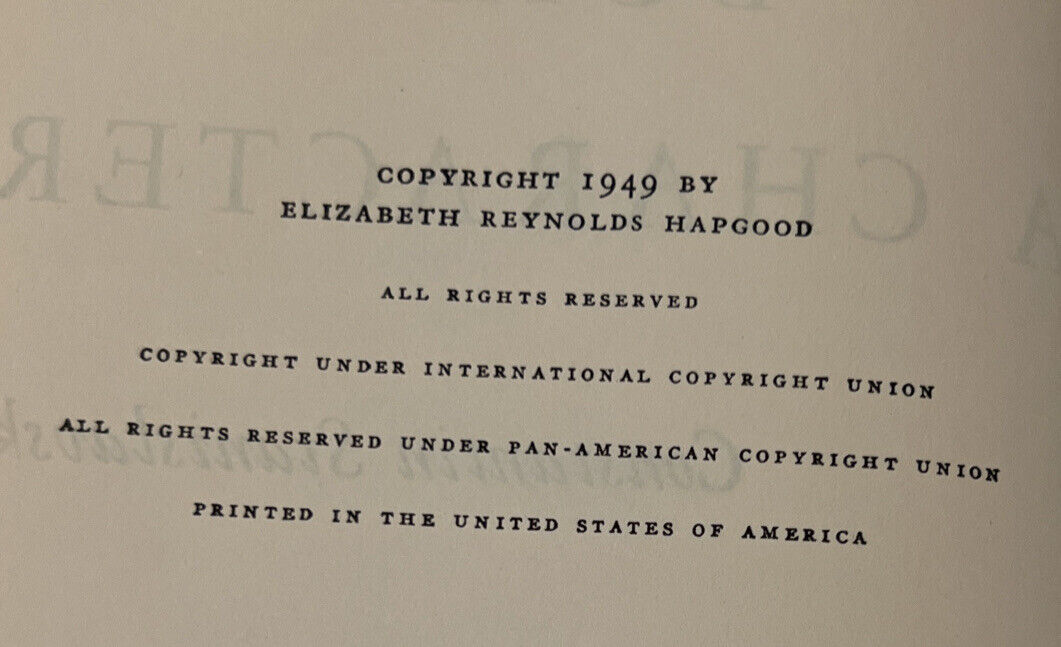 COPYRIGHT 1949 BY
ELIZABETH REYNOLDS HAPGOOD
ALL RIGHTS RESERVED
COPYRIGHT UNDER INTERNATIONAL COPYRIGHT UNION
ALL RIGHTS RESERVED UNDER PAN-AMERICAN COPYRIGHT UNION
PRINTED IN THE UNITED STATES OF AMERICA